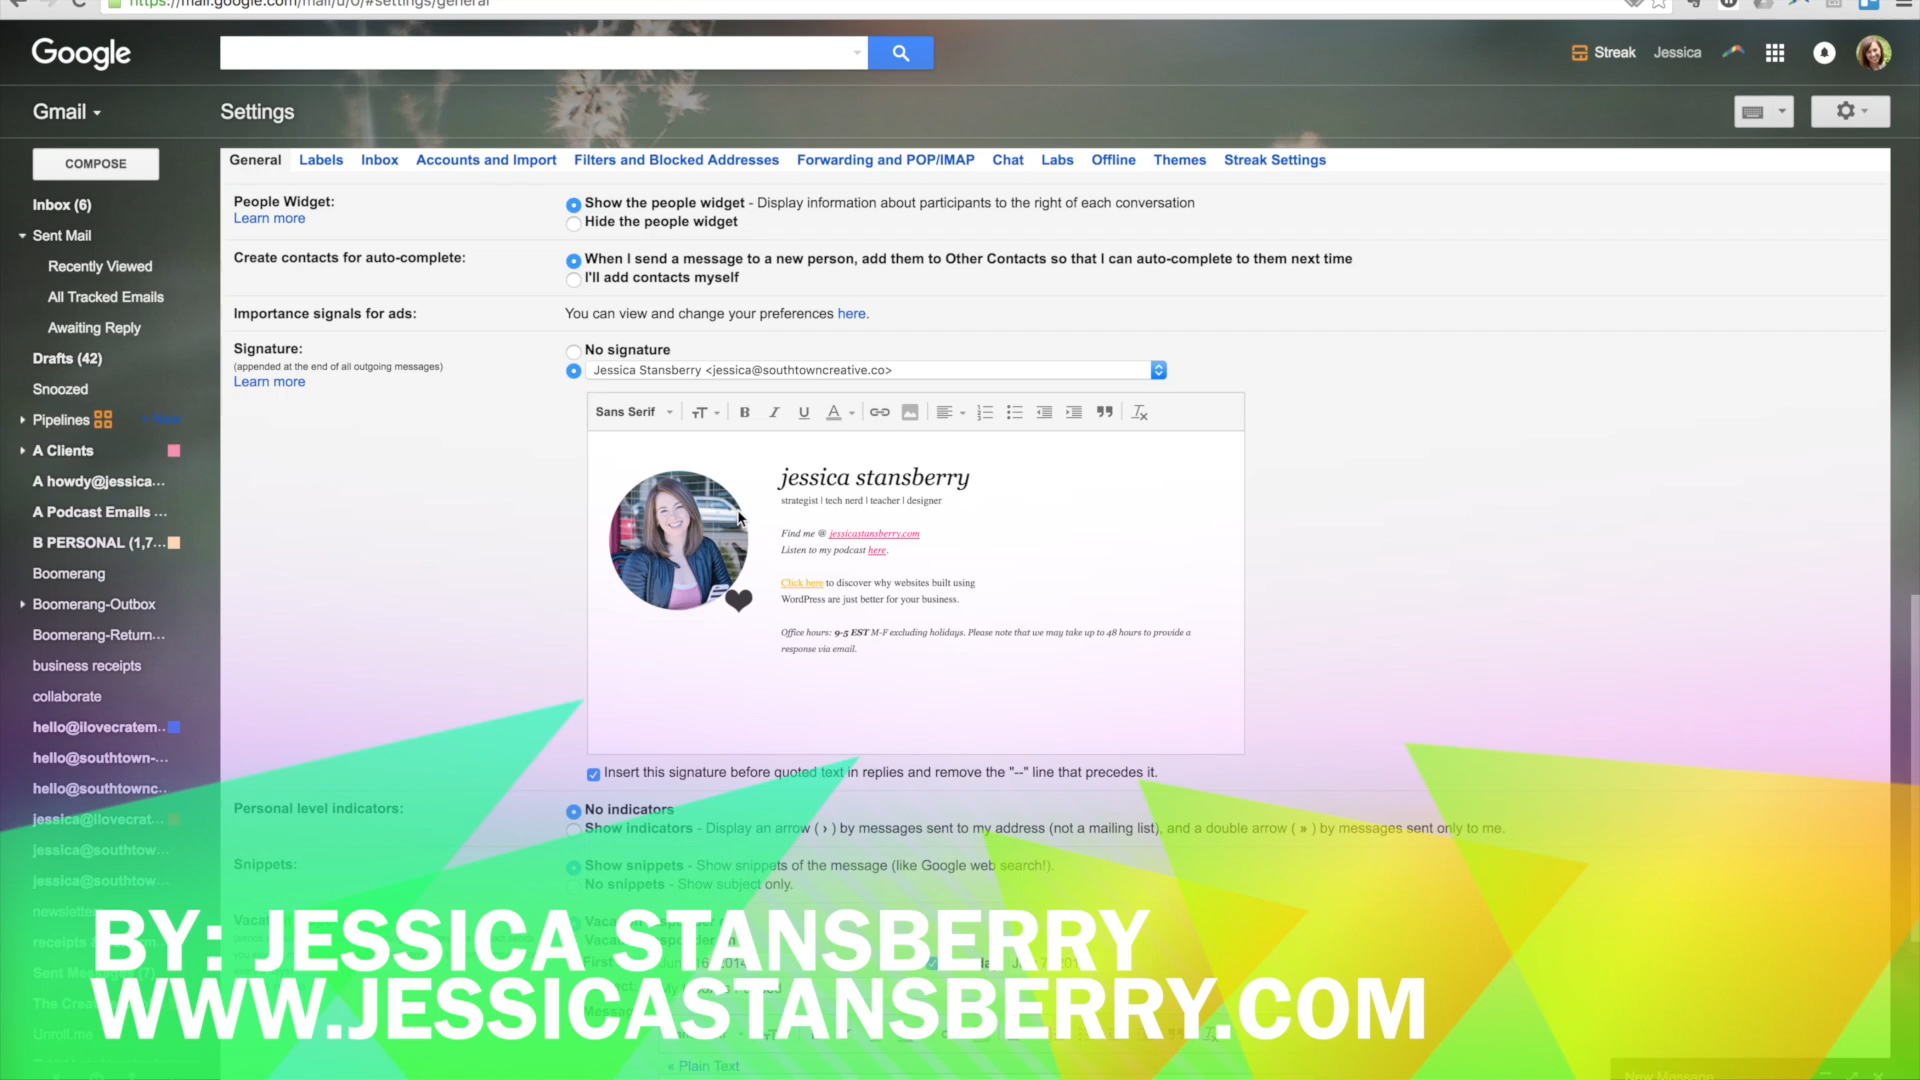 https://mail.google.com/mail/u/0/#settings/general
Google
Streak
Jessica
Gmail
Settings
COMPOSE
General Labels Inbox Accounts and Import Filters and Blocked Addresses Forwarding and POP/IMAP Chat Labs Offline Themes Streak Settings
Inbox (6)
Sent Mail
Recently Viewed
All Tracked Emails
Awaiting Reply
Drafts (42)
Snoozed
Pipelines
A Clients
A howdy@jessica...
A Podcast Emails ...
B PERSONAL (1,7...
Boomerang
Boomerang-Outbox
Boomerang-Return...
business receipts
collaborate
hello@ilovecratem...
hello@southtown-...
hello@southtownc...
jessica@ilovecrat...
jessica@southtow...
jessica@southtow...
People Widget:
Learn more
Show the people widget - Display information about participants to the right of each conversation
Hide the people widget
Create contacts for auto-complete:
When I send a message to a new person, add them to Other Contacts so that I can auto-complete to them next time
I'll add contacts myself
Importance signals for ads:
You can view and change your preferences here.
Signature:
(appended at the end of all outgoing messages)
Learn more
No signature
Jessica Stansberry <jessica@southtowncreative.co>
Sans Serif
jessica stansberry
strategist | tech nerd | teacher | designer
Find me @ jessicastansberry.com
Listen to my podcast here.
Click here to discover why websites built using
WordPress are just better for your business.
Office hours: 9-5 EST M-F excluding holidays. Please note that we may take up to 48 hours to provide a
response via email.
Insert this signature before quoted text in replies and remove the "--" line that precedes it.
Personal level indicators:
No indicators
Show indicators - Display an arrow ( › ) by messages sent to my address (not a mailing list), and a double arrow ( » ) by messages sent only to me.
Snippets:
Show snippets - Show snippets of the message (like Google web search!).
No snippets - Show subject only.
BY: JESSICA STANSBERRY
WWW.JESSICASTANSBERRY.COM
« Plain Text
New Message